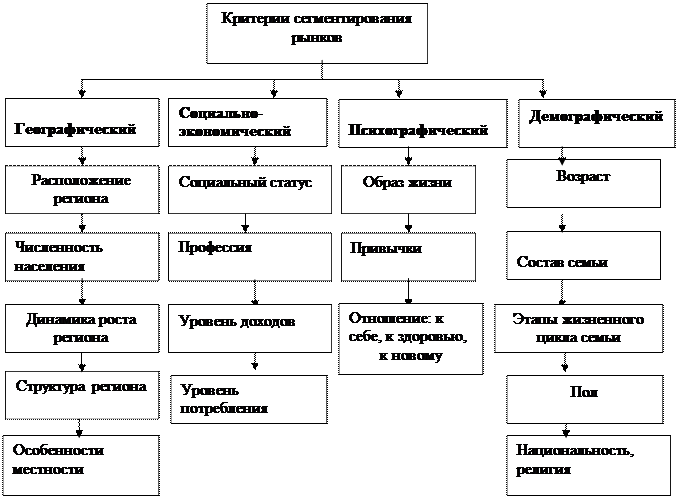 Критерии сегментирования
рынков
Географический
Социально-
экономический
Психографический
Демографический
Расположение
региона
Социальный статус
Образ жизни
Возраст
Численность
населения
Профессия
Привычки
Состав семьи
Динамика роста
региона
Уровень доходов
Отношение: к
себе, к здоровью,
к новому
Этапы жизненного
цикла семьи
Структура региона
Уровень
потребления
Пол
Особенности
местности
Национальность,
религия